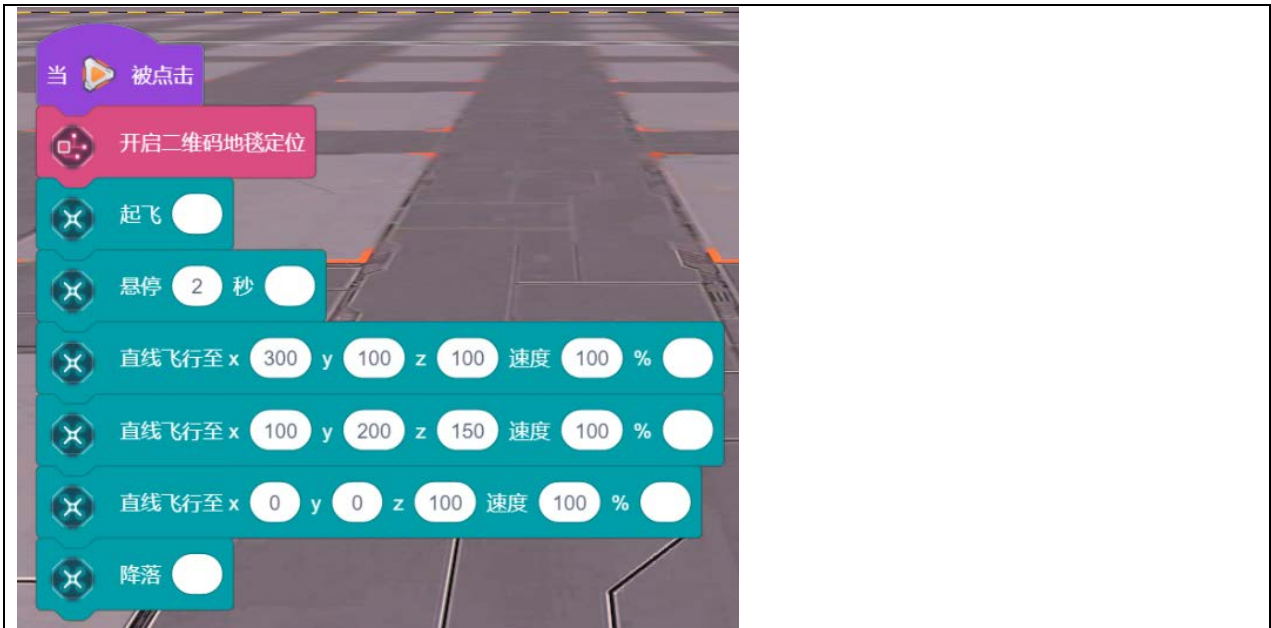 当 被点击
开启二维码地毯定位
起飞
悬停 2 秒
直线飞行至 x 300 y 100 z 100 速度 100 %
直线飞行至 x 100 y 200 z 150 速度 100 %
直线飞行至 x 0 y 0 z 100 速度 100 %
降落